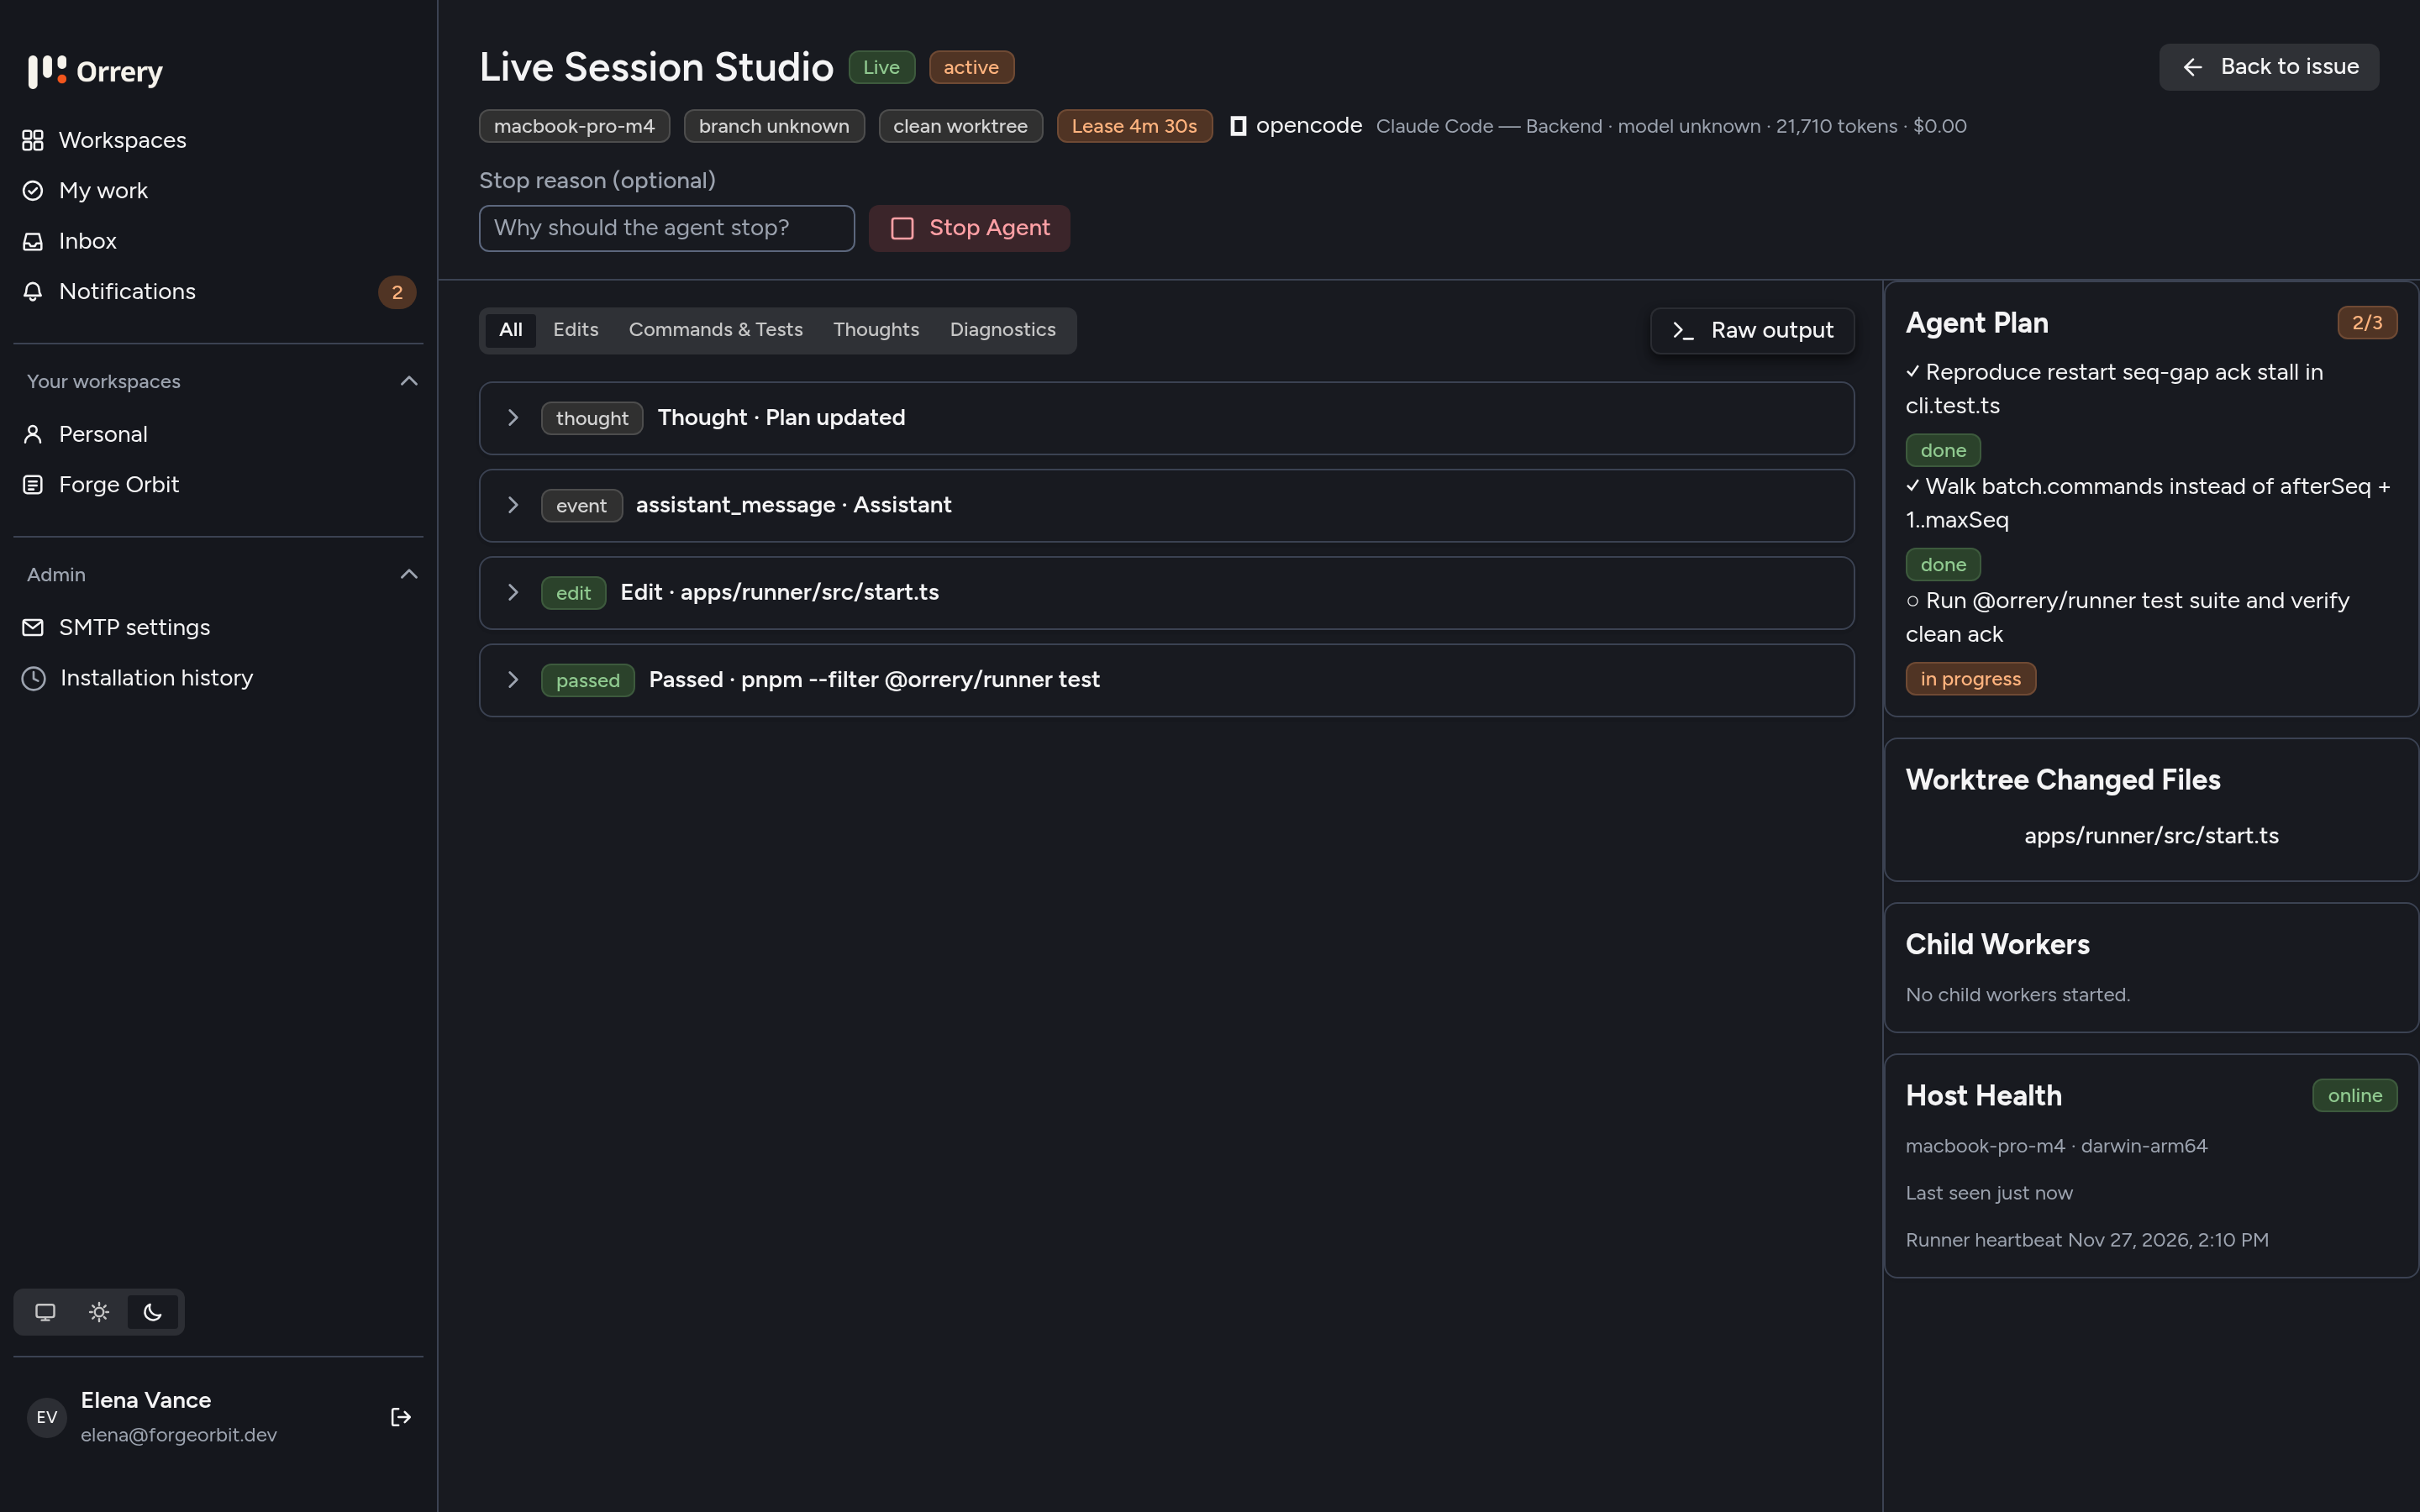 Orrery
Workspaces
My work
Inbox
Notifications 2
Your workspaces
Personal
Forge Orbit
Admin
SMTP settings
Installation history
EV
Elena Vance
elena@forgeorbit.dev
Live Session Studio Live active
Back to issue
macbook-pro-m4 branch unknown clean worktree Lease 4m 30s opencode Claude Code — Backend · model unknown · 21,710 tokens · $0.00
Stop reason (optional)
Why should the agent stop? Stop Agent
All Edits Commands & Tests Thoughts Diagnostics
Raw output
thought Thought · Plan updated
event assistant_message · Assistant
edit Edit · apps/runner/src/start.ts
passed Passed · pnpm --filter @orrery/runner test
Agent Plan 2/3
✓ Reproduce restart seq-gap ack stall in
cli.test.ts
done
✓ Walk batch.commands instead of afterSeq +
1..maxSeq
done
○ Run @orrery/runner test suite and verify
clean ack
in progress
Worktree Changed Files
apps/runner/src/start.ts
Child Workers
No child workers started.
Host Health online
macbook-pro-m4 · darwin-arm64
Last seen just now
Runner heartbeat Nov 27, 2026, 2:10 PM